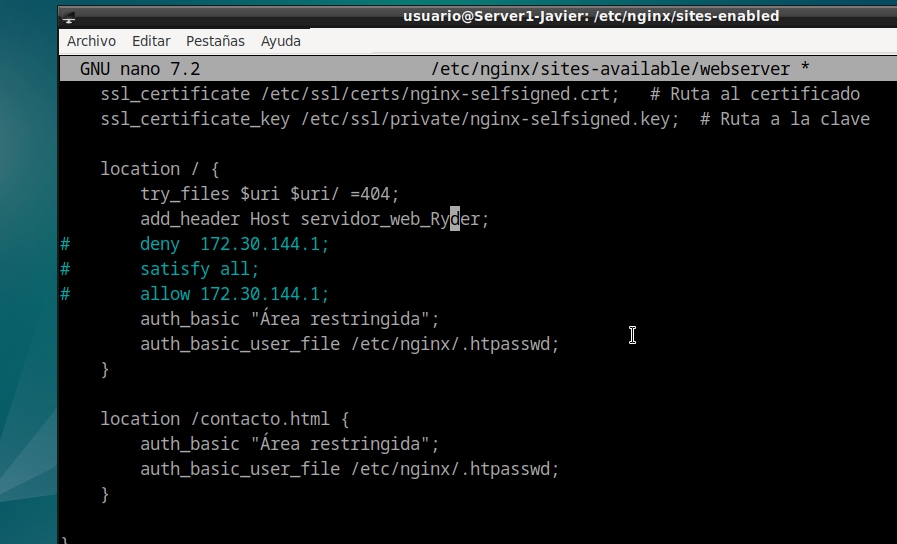 usuario@Server1-Javier: /etc/nginx/sites-enabled
Archivo Editar Pestañas Ayuda
GNU nano 7.2 /etc/nginx/sites-available/webserver *
ssl_certificate /etc/ssl/certs/nginx-selfsigned.crt; # Ruta al certificado
ssl_certificate_key /etc/ssl/private/nginx-selfsigned.key; # Ruta a la clave
location / {
try_files $uri $uri/ =404;
add_header Host servidor_web_Ryder;
# deny 172.30.144.1;
# satisfy all;
# allow 172.30.144.1;
auth_basic "Área restringida";
auth_basic_user_file /etc/nginx/.htpasswd;
}
location /contacto.html {
auth_basic "Área restringida";
auth_basic_user_file /etc/nginx/.htpasswd;
}
}